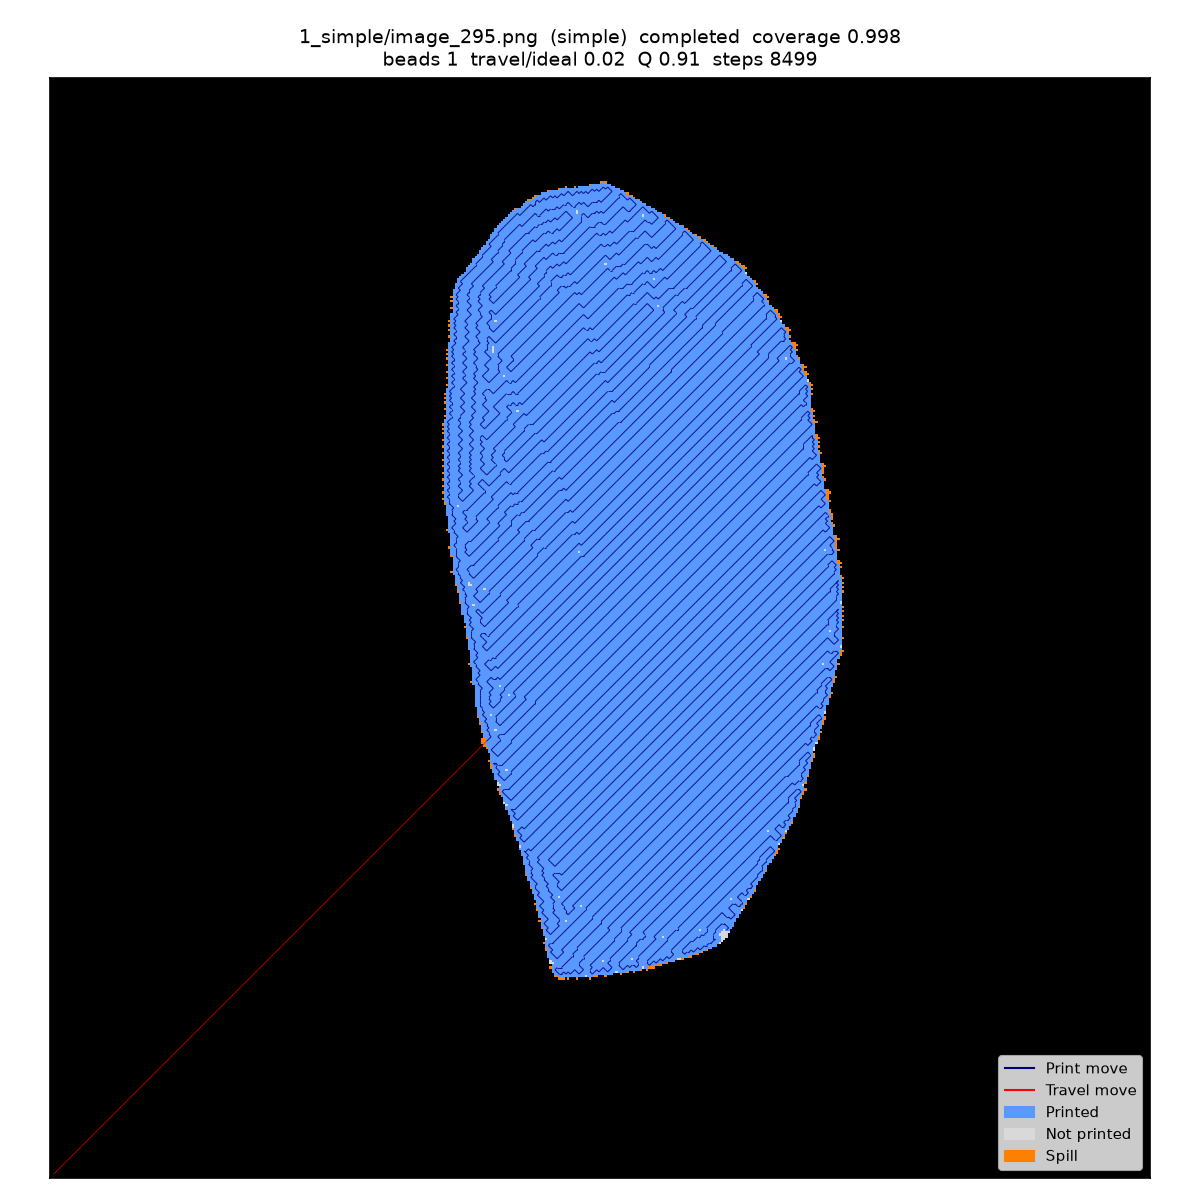 1_simple/image_295.png  (simple)  completed  coverage 0.998
beads 1  travel/ideal 0.02  Q 0.91  steps 8499
Print move
Travel move
Printed
Not printed
Spill